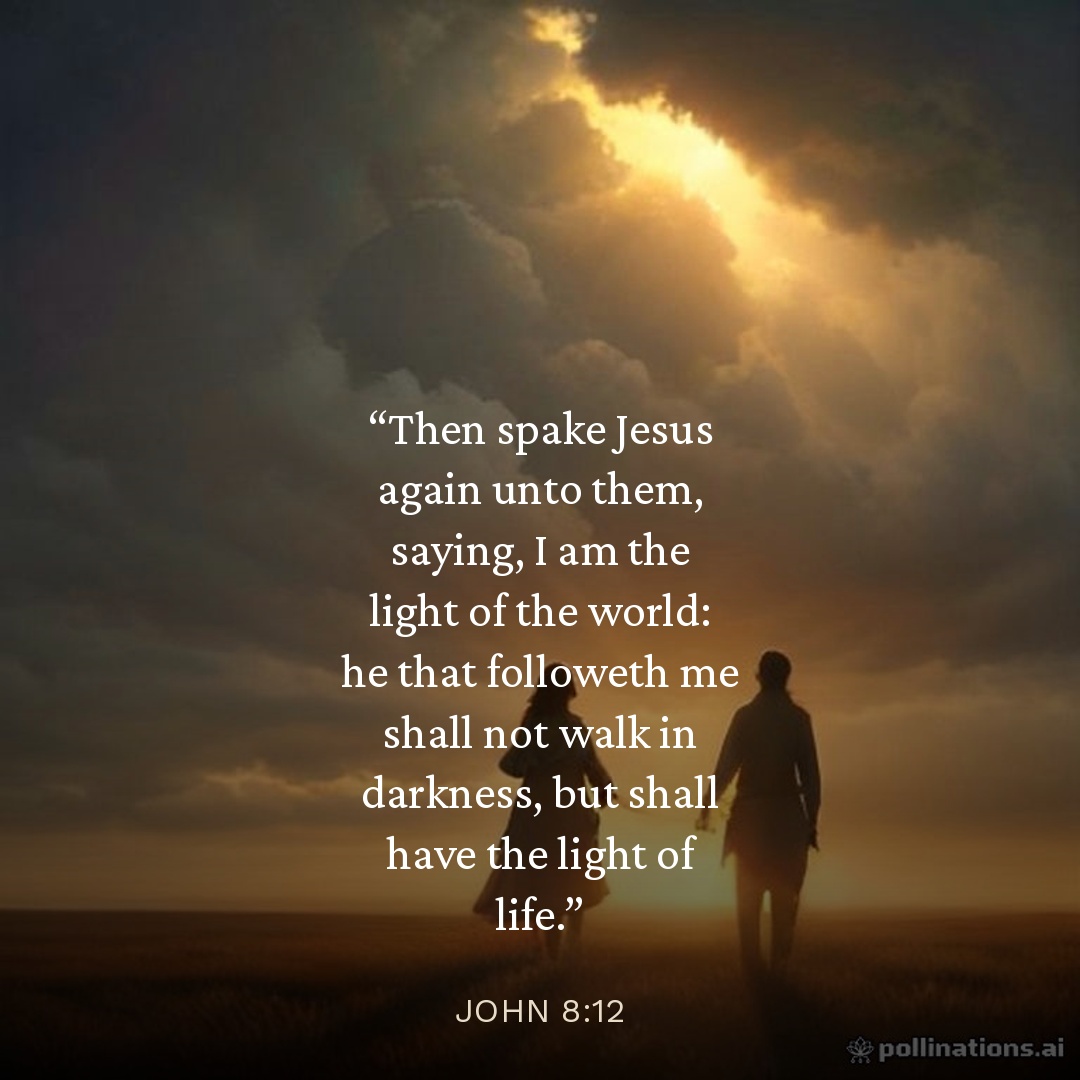 “Then spake Jesus
again unto them,
saying, I am the
light of the world:
he that followeth me
shall not walk in
darkness, but shall
have the light of
life.”
JOHN 8:12
pollinations.ai